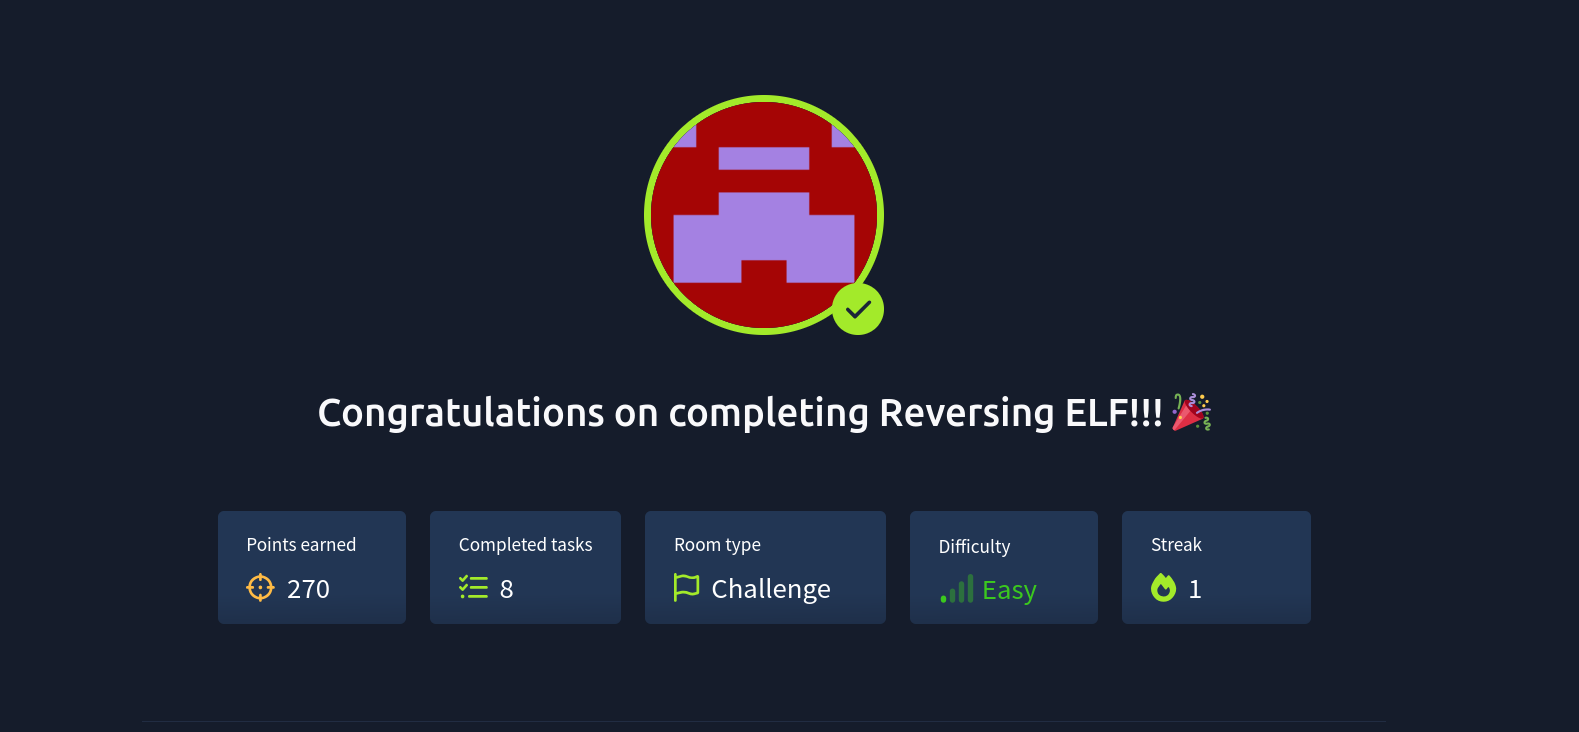 Congratulations on completing Reversing ELF!!! 🎉
Points earned
270
Completed tasks
8
Room type
Challenge
Difficulty
Easy
Streak
1